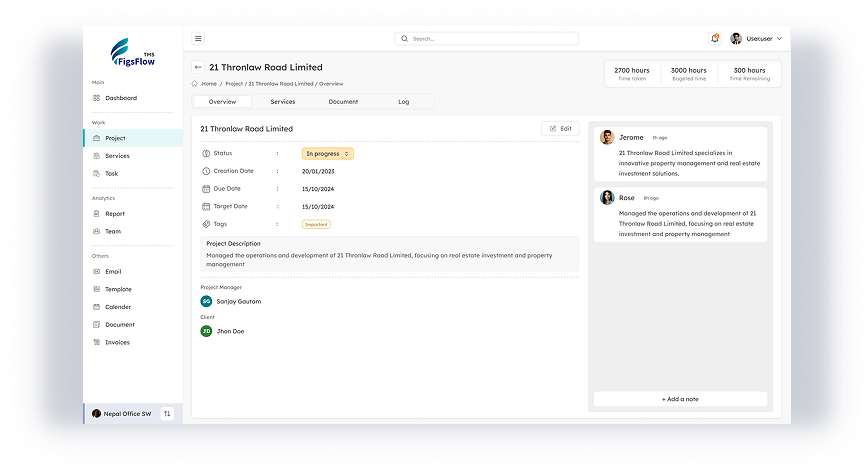 TMS
FigsFlow
Search...
User:user
Main
Dashboard
Work
Project
Services
Task
Analytics
Report
Team
Others
Email
Template
Calender
Document
Invoices
Nepal Office SW
21 Thronlaw Road Limited
Home / Project / 21 Thronlaw Road Limited / Overview
2700 hours
Time taken
3000 hours
Bugeted time
300 hours
Time Remaining
Overview Services Document Log
21 Thronlaw Road Limited
Edit
Status : In progress
Creation Date : 20/01/2023
Due Date : 15/10/2024
Target Date : 15/10/2024
Tags : Important
Project Description
Managed the operations and development of 21 Thronlaw Road Limited, focusing on real estate investment and property
management
Project Manager
SG Sanjay Gautam
Client
JD Jhon Doe
Jerome
21 Thronlaw Road Limited specializes in
innovative property management and real estate
investment solutions.
Rose
Managed the operations and development of 21
Thronlaw Road Limited, focusing on real estate
investment and property management
+ Add a note